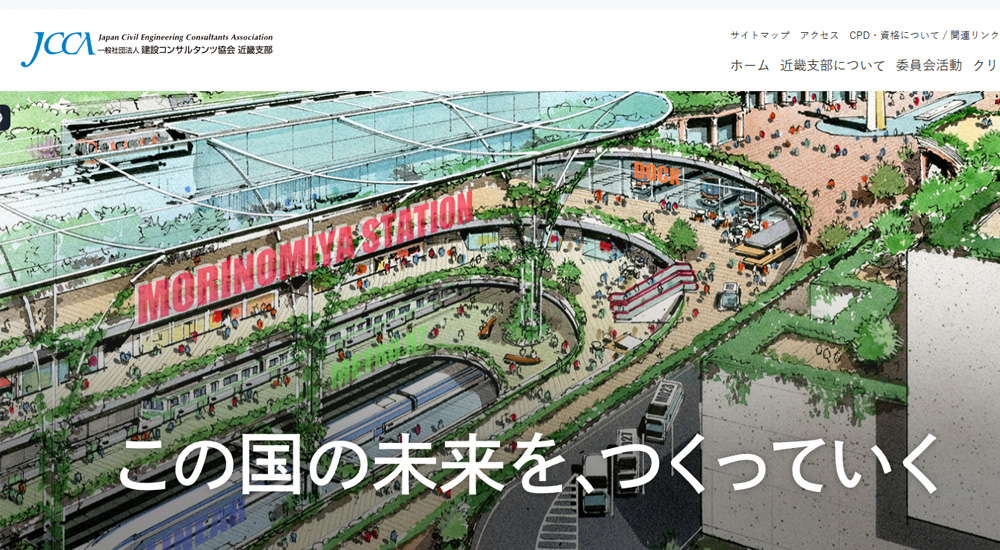 JCCA
Japan Civil Engineering Consultants Association
一般社団法人 建設コンサルタンツ協会 近畿支部
サイトマップ アクセス CPD・資格について / 関連リンク
ホーム 近畿支部について 委員会活動 クリ
DOCK
MORINOMIYA STATION
METRO
この国の未来を、つくっていく
LINEAR